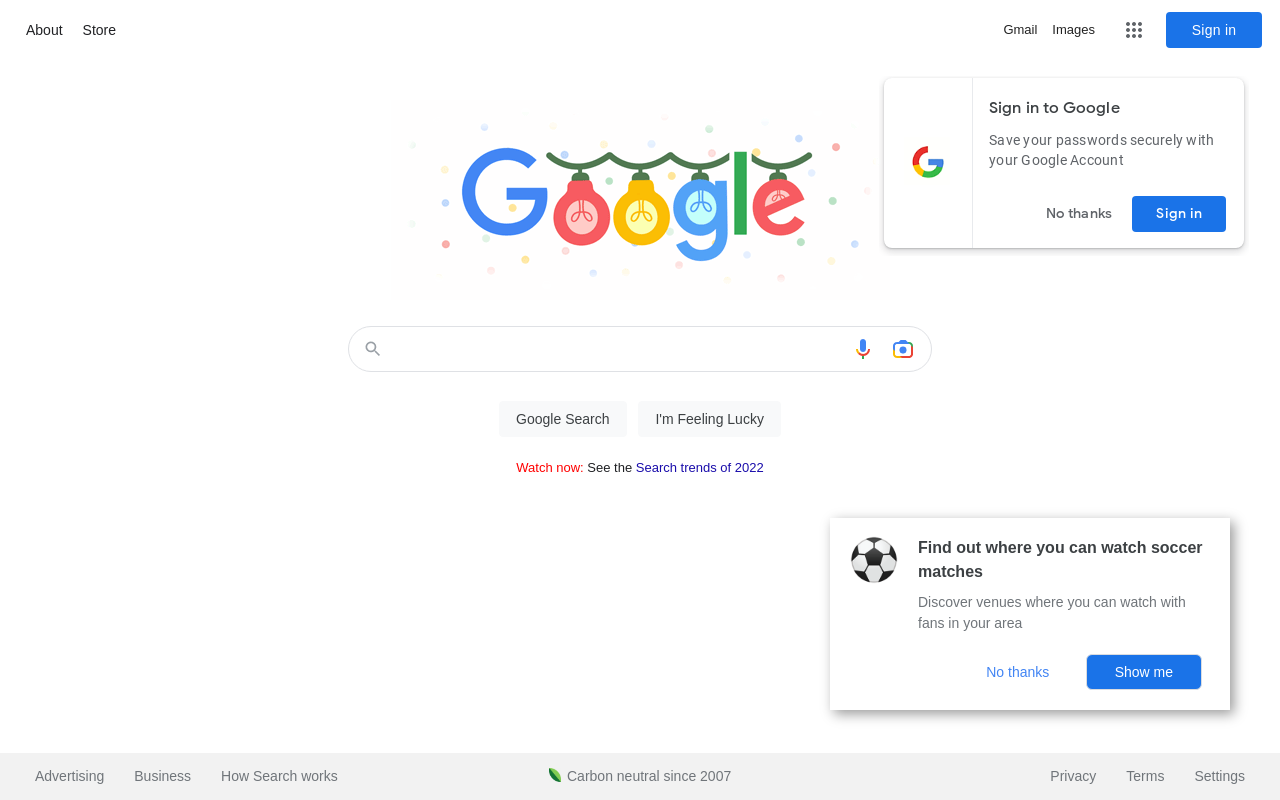 About Store
Gmail Images
Sign in
Google
Sign in to Google
Save your passwords securely with
your Google Account
No thanks
Sign in
Google Search
I'm Feeling Lucky
Watch now: See the Search trends of 2022
Find out where you can watch soccer
matches
Discover venues where you can watch with
fans in your area
No thanks
Show me
Advertising Business How Search works
Carbon neutral since 2007
Privacy Terms Settings